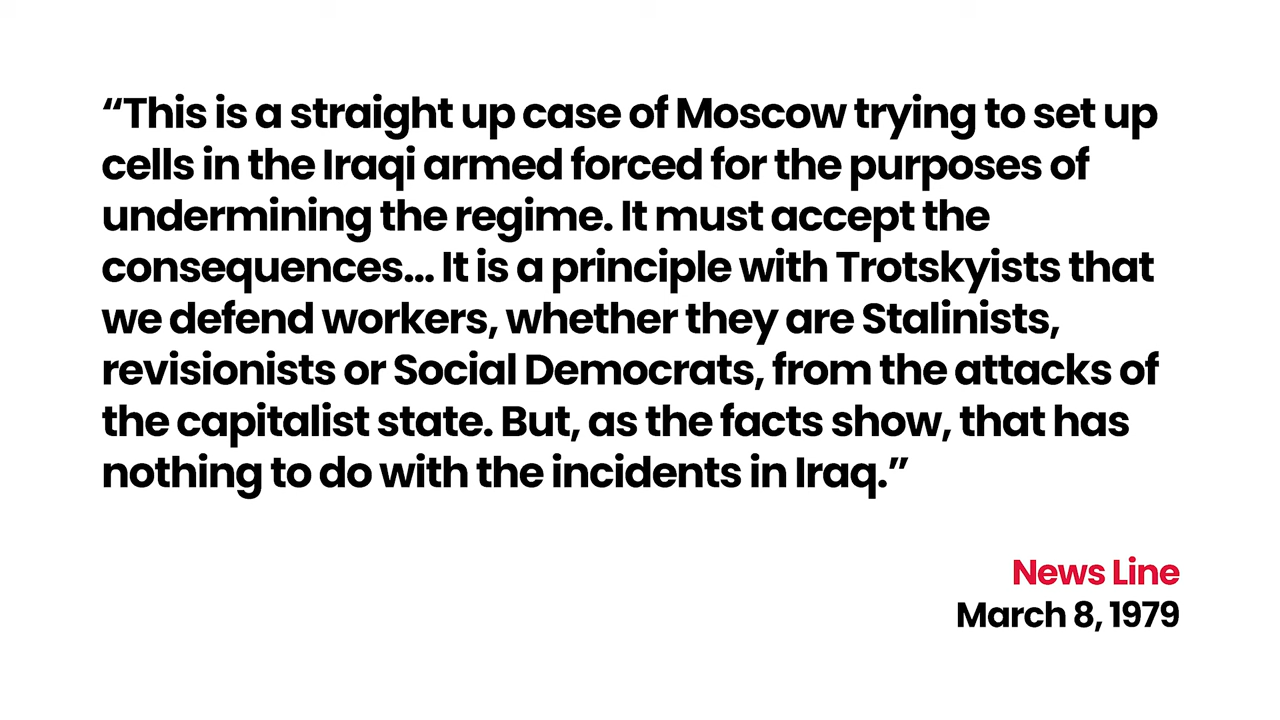 “This is a straight up case of Moscow trying to set up
cells in the Iraqi armed forced for the purposes of
undermining the regime. It must accept the
consequences... It is a principle with Trotskyists that
we defend workers, whether they are Stalinists,
revisionists or Social Democrats, from the attacks of
the capitalist state. But, as the facts show, that has
nothing to do with the incidents in Iraq.”
News Line
March 8, 1979